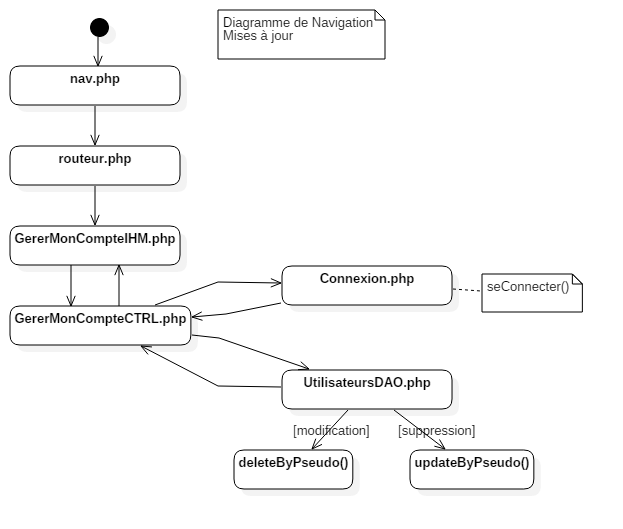 Diagramme de Navigation
Mises à jour
nav.php
routeur.php
GererMonCompteIHM.php
Connexion.php
seConnecter()
GererMonCompteCTRL.php
UtilisateursDAO.php
[modification]
[suppression]
deleteByPseudo()
updateByPseudo()